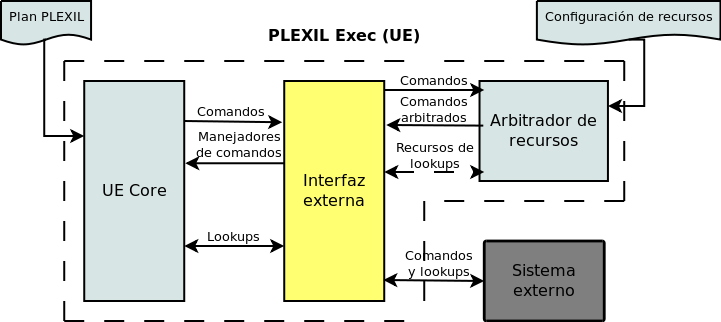 Plan PLEXIL
Configuración de recursos
PLEXIL Exec (UE)
UE Core
Comandos
Manejadores
de comandos
Lookups
Interfaz
externa
Comandos
Comandos
arbitrados
Recursos de
lookups
Arbitrador de
recursos
Comandos
y lookups
Sistema
externo